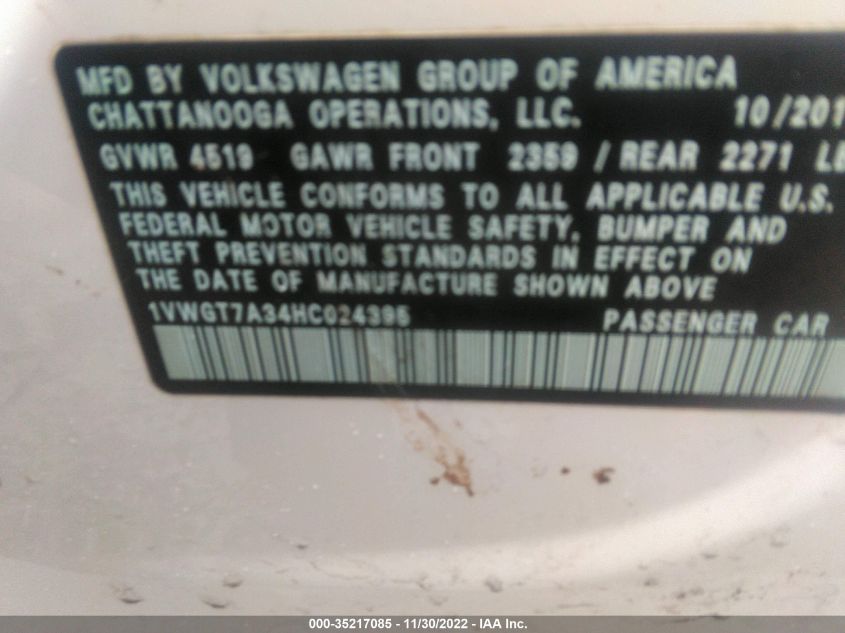 MFD BY VOLKSWAGEN GROUP OF AMERICA
CHATTANOOGA OPERATIONS, LLC. 10/201
GVWR 4519 GAWR FRONT 2359 / REAR 2271 LB
THIS VEHICLE CONFORMS TO ALL APPLICABLE U.S.
FEDERAL MOTOR VEHICLE SAFETY, BUMPER AND
THEFT PREVENTION STANDARDS IN EFFECT ON
THE DATE OF MANUFACTURE SHOWN ABOVE
1VWGT7A34HC024395 PASSENGER CAR
000-35217085 - 11/30/2022 - IAA Inc.